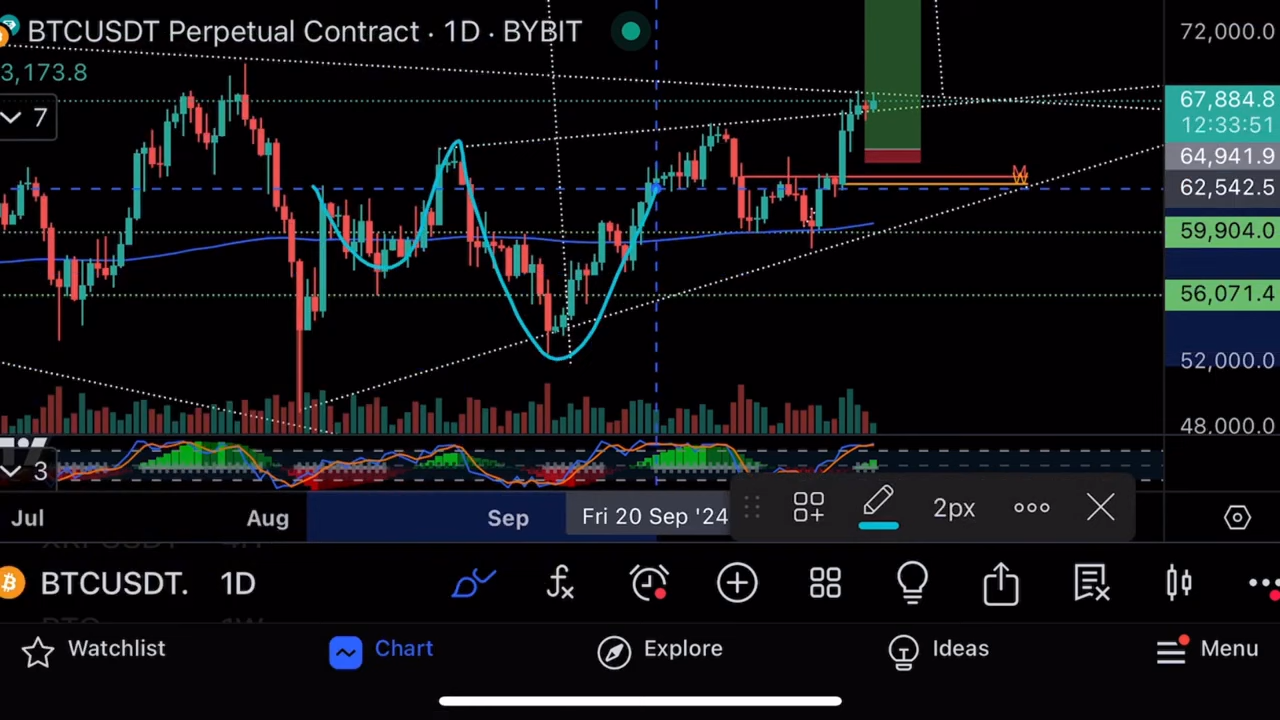 BTCUSDT Perpetual Contract · 1D · BYBIT
72,000.0
3,173.8
67,884.8
7
12:33:51
64,941.9
W
62,542.5
59,904.0
56,071.4
52,000.0
48,000.0
3
Jul
Aug
Sep
Fri 20 Sep '24
2px
BTCUSDT.
1D
Watchlist
Chart
Explore
Ideas
Menu